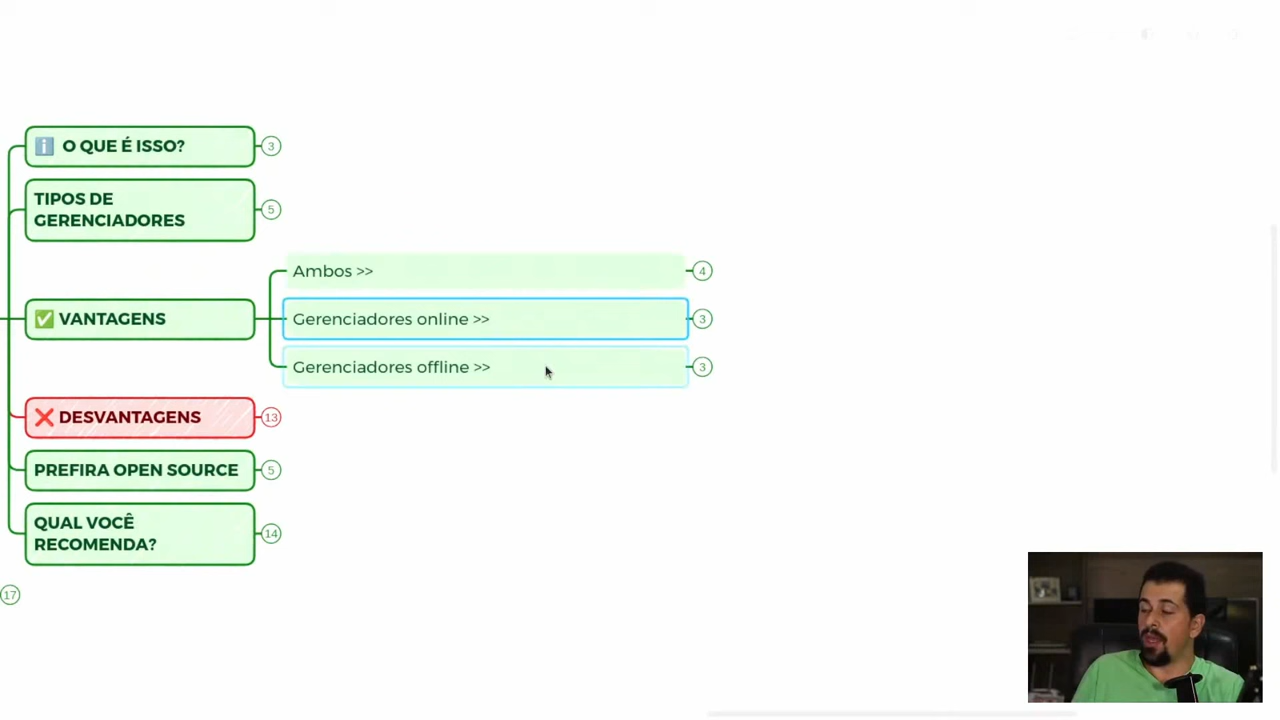 ℹ️ O QUE É ISSO?
3
TIPOS DE
GERENCIADORES
5
Ambos >>
4
✅ VANTAGENS
Gerenciadores online >>
3
Gerenciadores offline >>
3
❌ DESVANTAGENS
13
PREFIRA OPEN SOURCE
5
QUAL VOCÊ
RECOMENDA?
14
17